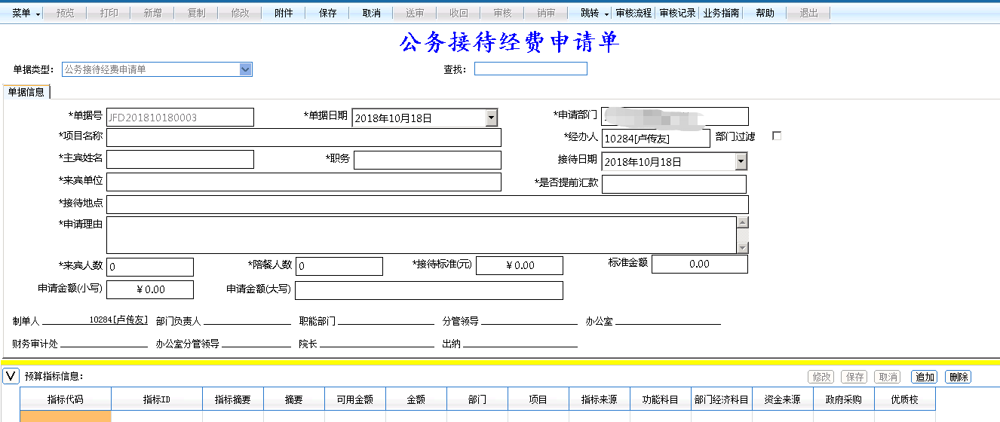 菜单 预览 打印 新增 复制 修改 附件 保存 取消 送审 收回 审核 销审 跳转 审核流程 审核记录 业务指南 帮助 退出
公务接待经费申请单
单据类型: 公务接待经费申请单 查找:
单据信息
*单据号 JFD201810180003 *单据日期 2018年10月18日 *申请部门
*项目名称 *经办人 10284[卢传友] 部门过滤
*主宾姓名 *职务 接待日期 2018年10月18日
*来宾单位 *是否提前汇款
*接待地点
*申请理由
*来宾人数 0 *陪餐人数 0 *接待标准(元) ¥0.00 标准金额 0.00
申请金额(小写) ¥0.00 申请金额(大写)
制单人 10284[卢传友] 部门负责人 职能部门 分管领导 办公室
财务审计处 办公室分管领导 院长 出纳
V 预算指标信息: 修改 保存 取消 追加 删除
指标代码 指标ID 指标摘要 摘要 可用金额 金额 部门 项目 指标来源 功能科目 部门经济科目 资金来源 政府采购 优质校